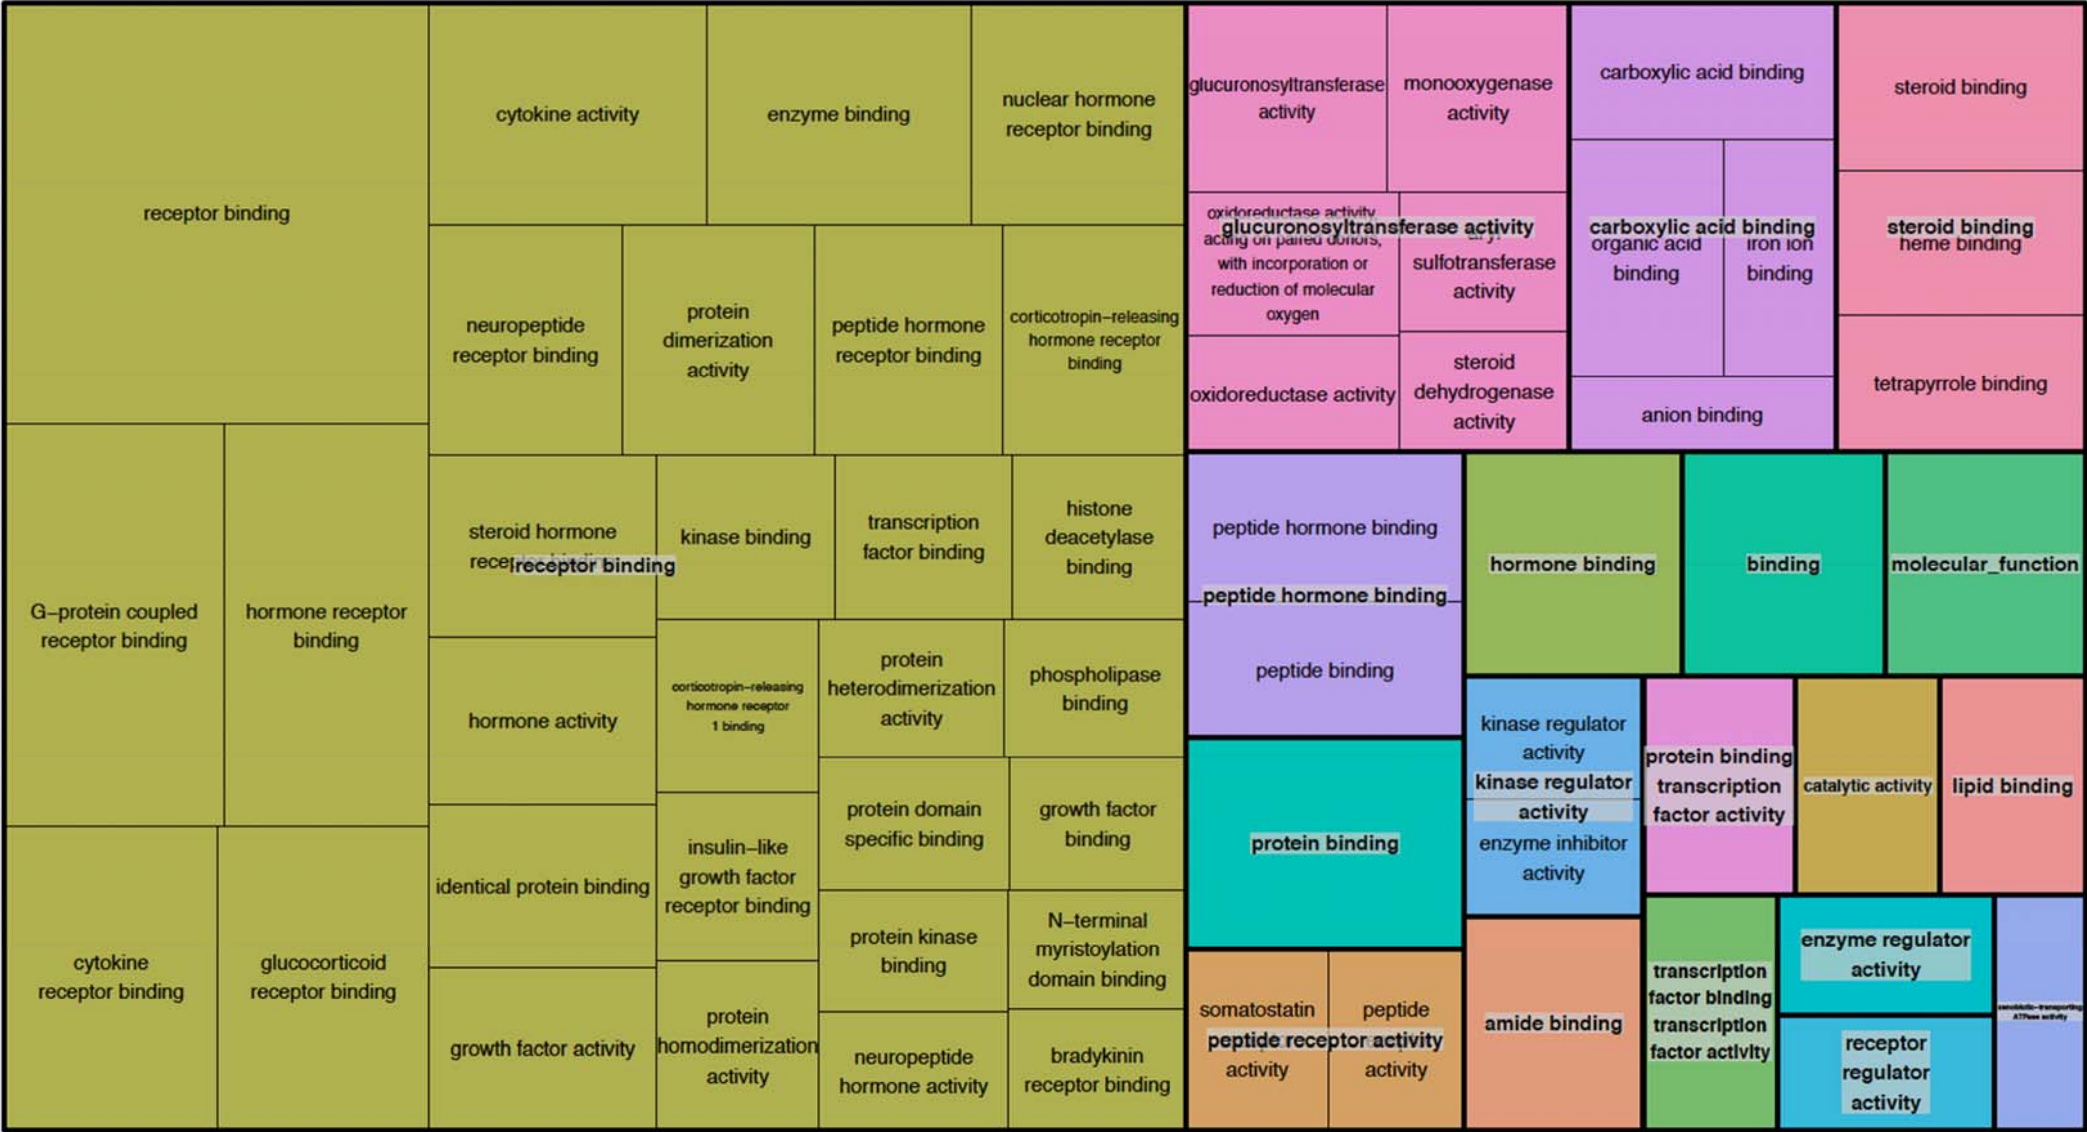 receptor binding
cytokine activity
enzyme binding
nuclear hormone
receptor binding
neuropeptide
receptor binding
protein
dimerization
activity
peptide hormone
receptor binding
corticotropin−releasing
hormone receptor
binding
G−protein coupled
receptor binding
hormone receptor
binding
steroid hormone
receptor binding
kinase binding
transcription
factor binding
histone
deacetylase
binding
hormone activity
corticotropin−releasing
hormone receptor
1 binding
protein
heterodimerization
activity
phospholipase
binding
identical protein binding
insulin−like
growth factor
receptor binding
protein domain
specific binding
growth factor
binding
cytokine
receptor binding
glucocorticoid
receptor binding
growth factor activity
protein
homodimerization
activity
protein kinase
binding
N−terminal
myristoylation
domain binding
neuropeptide
hormone activity
bradykinin
receptor binding
receptor binding
glucuronosyltransferase
activity
monooxygenase
activity
oxidoreductase activity,
acting on paired donors,
with incorporation or
reduction of molecular
oxygen
sulfotransferase
activity
oxidoreductase activity
steroid
dehydrogenase
activity
glucuronosyltransferase activity
carboxylic acid binding
organic acid
binding
iron ion
binding
anion binding
carboxylic acid binding
steroid binding
heme binding
tetrapyrrole binding
steroid binding
peptide hormone binding
peptide binding
peptide hormone binding
hormone binding
binding
molecular_function
protein binding
kinase regulator
activity
enzyme inhibitor
activity
kinase regulator
activity
protein binding
transcription
factor activity
catalytic activity
lipid binding
somatostatin
activity
peptide
activity
peptide receptor activity
amide binding
transcription
factor binding
transcription
factor activity
enzyme regulator
activity
receptor
regulator
activity
xenobiotic−transporting
ATPase activity